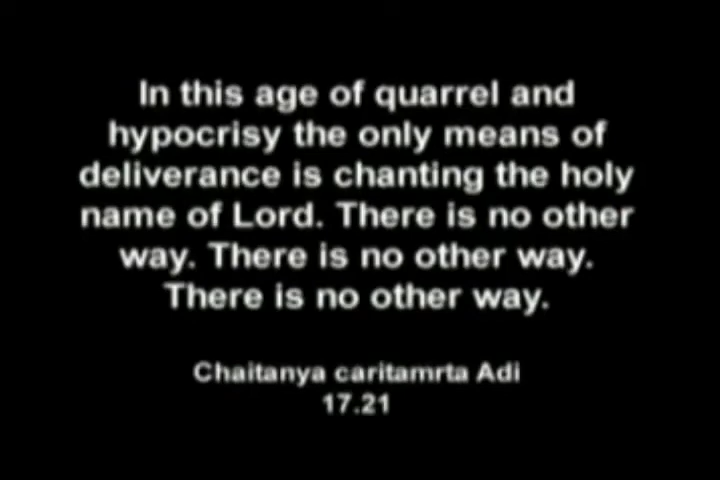 In this age of quarrel and
hypocrisy the only means of
deliverance is chanting the holy
name of Lord. There is no other
way. There is no other way.
There is no other way.
Chaitanya caritamrta Adi
17.21